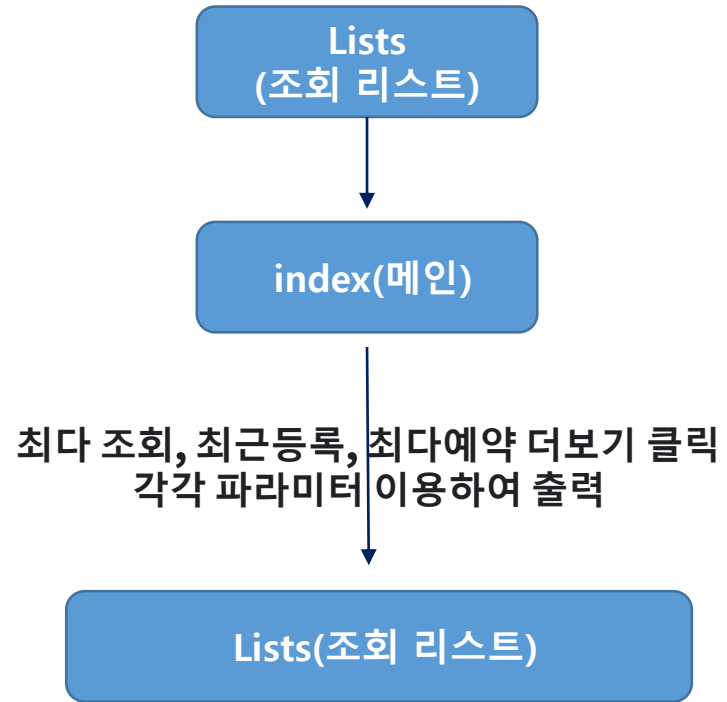 Lists
(조회 리스트)
index(메인)
최다 조회, 최근등록, 최다예약 더보기 클릭
각각 파라미터 이용하여 출력
Lists(조회 리스트)